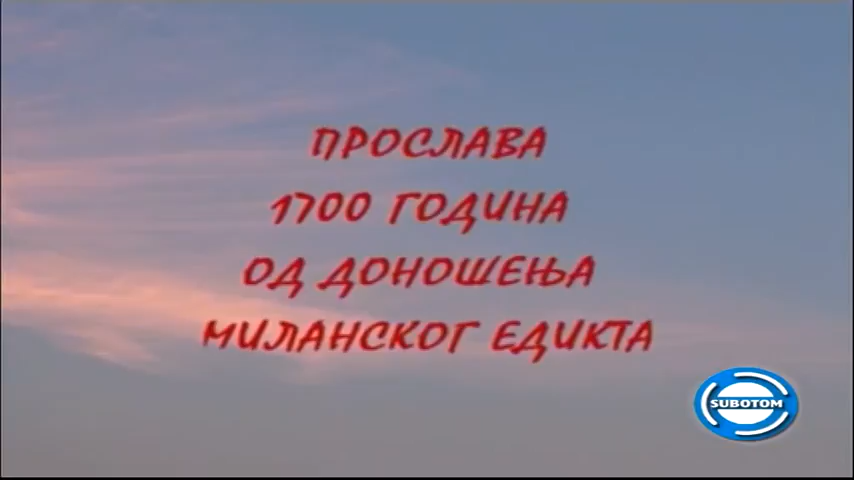 ПРОСЛАВА
1700 ГОДИНА
ОД ДОНОШЕЊА
МИЛАНСКОГ ЕДИКТА
SUBOTOM